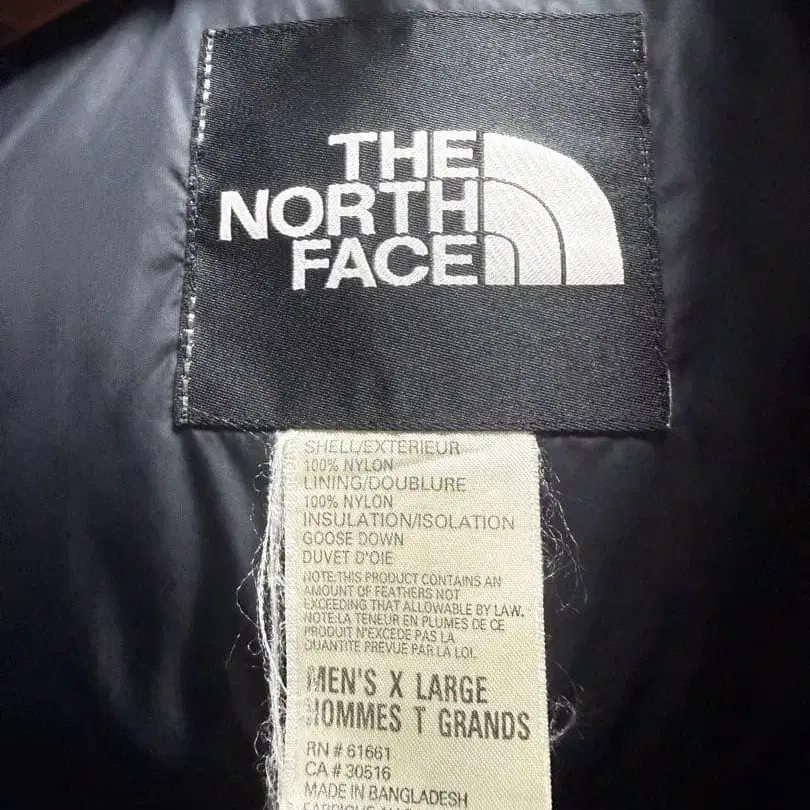 THE
NORTH
FACE
SHELL/EXTERIEUR
100% NYLON
LINING/DOUBLURE
100% NYLON
INSULATION/ISOLATION
GOOSE DOWN
DUVET D'OIE
NOTE:THIS PRODUCT CONTAINS AN
AMOUNT OF FEATHERS NOT
EXCEEDING THAT ALLOWABLE BY LAW.
NOTE:LA TENEUR EN PLUMES DE CE
PRODUIT N'EXCEDE PAS LA
QUANTITE PREVUE PAR LA LOI.
MEN'S X LARGE
HOMMES T GRANDS
RN # 61661
CA # 30516
MADE IN BANGLADESH